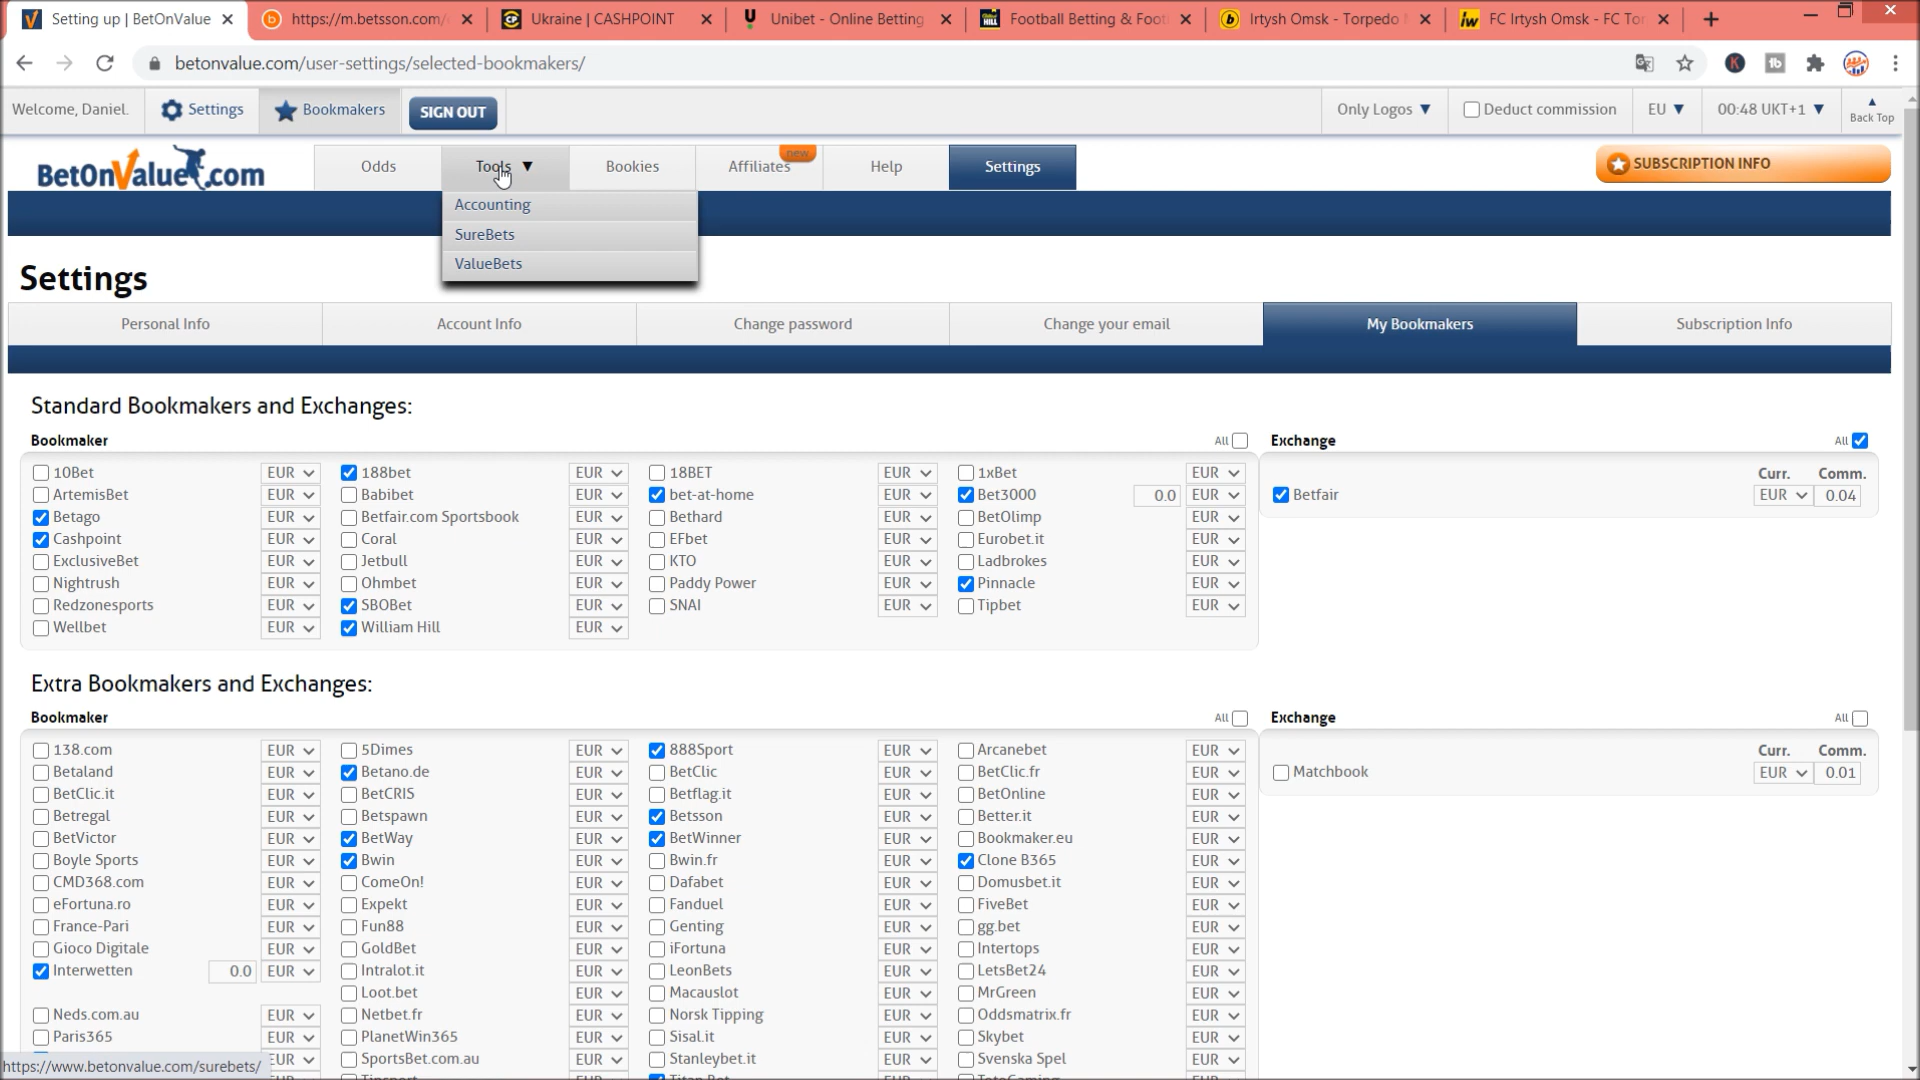 Setting up | BetOnValue
https://m.betsson.com/
Ukraine | CASHPOINT
Unibet - Online Betting
Football Betting & Foot
Irtysh Omsk - Torpedo
FC Irtysh Omsk - FC Tor
betonvalue.com/user-settings/selected-bookmakers/
Welcome, Daniel.
Settings
Bookmakers
SIGN OUT
Only Logos ▼
Deduct commission
EU ▼
00:48 UKT+1 ▼
Back Top
BetOnValue.com
Odds
Tools ▼
Bookies
Affiliates
new
Help
Settings
SUBSCRIPTION INFO
Accounting
SureBets
ValueBets
Settings
Personal Info
Account Info
Change password
Change your email
My Bookmakers
Subscription Info
Standard Bookmakers and Exchanges:
Bookmaker All
Exchange All
10Bet EUR 188bet EUR 18BET EUR 1xBet EUR
Curr. Comm.
ArtemisBet EUR Babibet EUR bet-at-home EUR Bet3000 0.0 EUR
Betfair EUR 0.04
Betago EUR Betfair.com Sportsbook EUR Bethard EUR BetOlimp EUR
Cashpoint EUR Coral EUR EFbet EUR Eurobet.it EUR
ExclusiveBet EUR Jetbull EUR KTO EUR Ladbrokes EUR
Nightrush EUR Ohmbet EUR Paddy Power EUR Pinnacle EUR
Redzonesports EUR SBOBet EUR SNAI EUR Tipbet EUR
Wellbet EUR William Hill EUR
Extra Bookmakers and Exchanges:
Bookmaker All
Exchange All
138.com EUR 5Dimes EUR 888Sport EUR Arcanebet EUR
Curr. Comm.
Betaland EUR Betano.de EUR BetClic EUR BetClic.fr EUR
Matchbook EUR 0.01
BetClic.it EUR BetCRIS EUR Betflag.it EUR BetOnline EUR
Betregal EUR Betspawn EUR Betsson EUR Better.it EUR
BetVictor EUR BetWay EUR BetWinner EUR Bookmaker.eu EUR
Boyle Sports EUR Bwin EUR Bwin.fr EUR Clone B365 EUR
CMD368.com EUR ComeOn! EUR Dafabet EUR Domusbet.it EUR
eFortuna.ro EUR Expekt EUR Fanduel EUR FiveBet EUR
France-Pari EUR Fun88 EUR Genting EUR gg.bet EUR
Gioco Digitale EUR GoldBet EUR iFortuna EUR Intertops EUR
Interwetten 0.0 EUR Intralot.it EUR LeonBets EUR LetsBet24 EUR
Loot.bet EUR Macauslot EUR MrGreen EUR
Neds.com.au EUR Netbet.fr EUR Norsk Tipping EUR Oddsmatrix.fr EUR
Paris365 EUR PlanetWin365 EUR Sisal.it EUR Skybet EUR
EUR SportsBet.com.au EUR Stanleybet.it EUR Svenska Spel EUR
https://www.betonvalue.com/surebets/